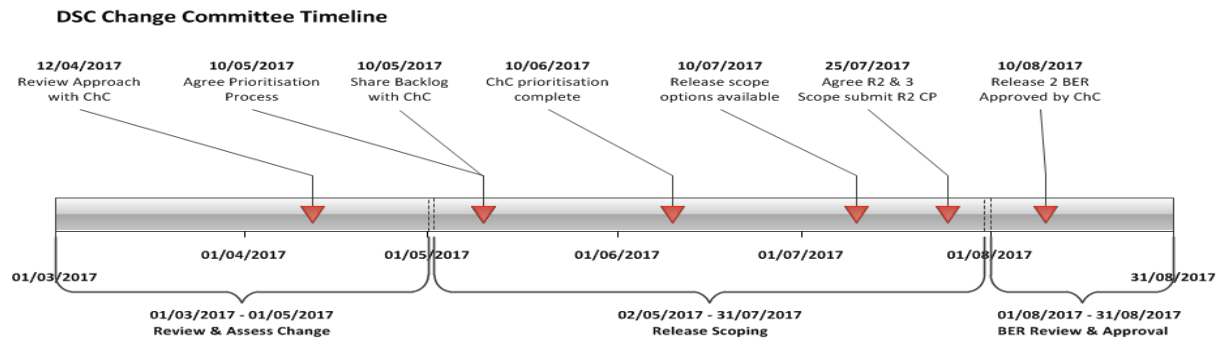 DSC Change Committee Timeline
12/04/2017
Review Approach
with ChC
10/05/2017
Agree Prioritisation
Process
10/05/2017
Share Backlog
with ChC
10/06/2017
ChC prioritisation
complete
10/07/2017
Release scope
options available
25/07/2017
Agree R2 & 3
Scope submit R2 CP
10/08/2017
Release 2 BER
Approved by ChC
01/03/2017
01/04/2017
01/05/2017
01/06/2017
01/07/2017
01/08/2017
31/08/2017
01/03/2017 - 01/05/2017
Review & Assess Change
02/05/2017 - 31/07/2017
Release Scoping
01/08/2017 - 31/08/2017
BER Review & Approval